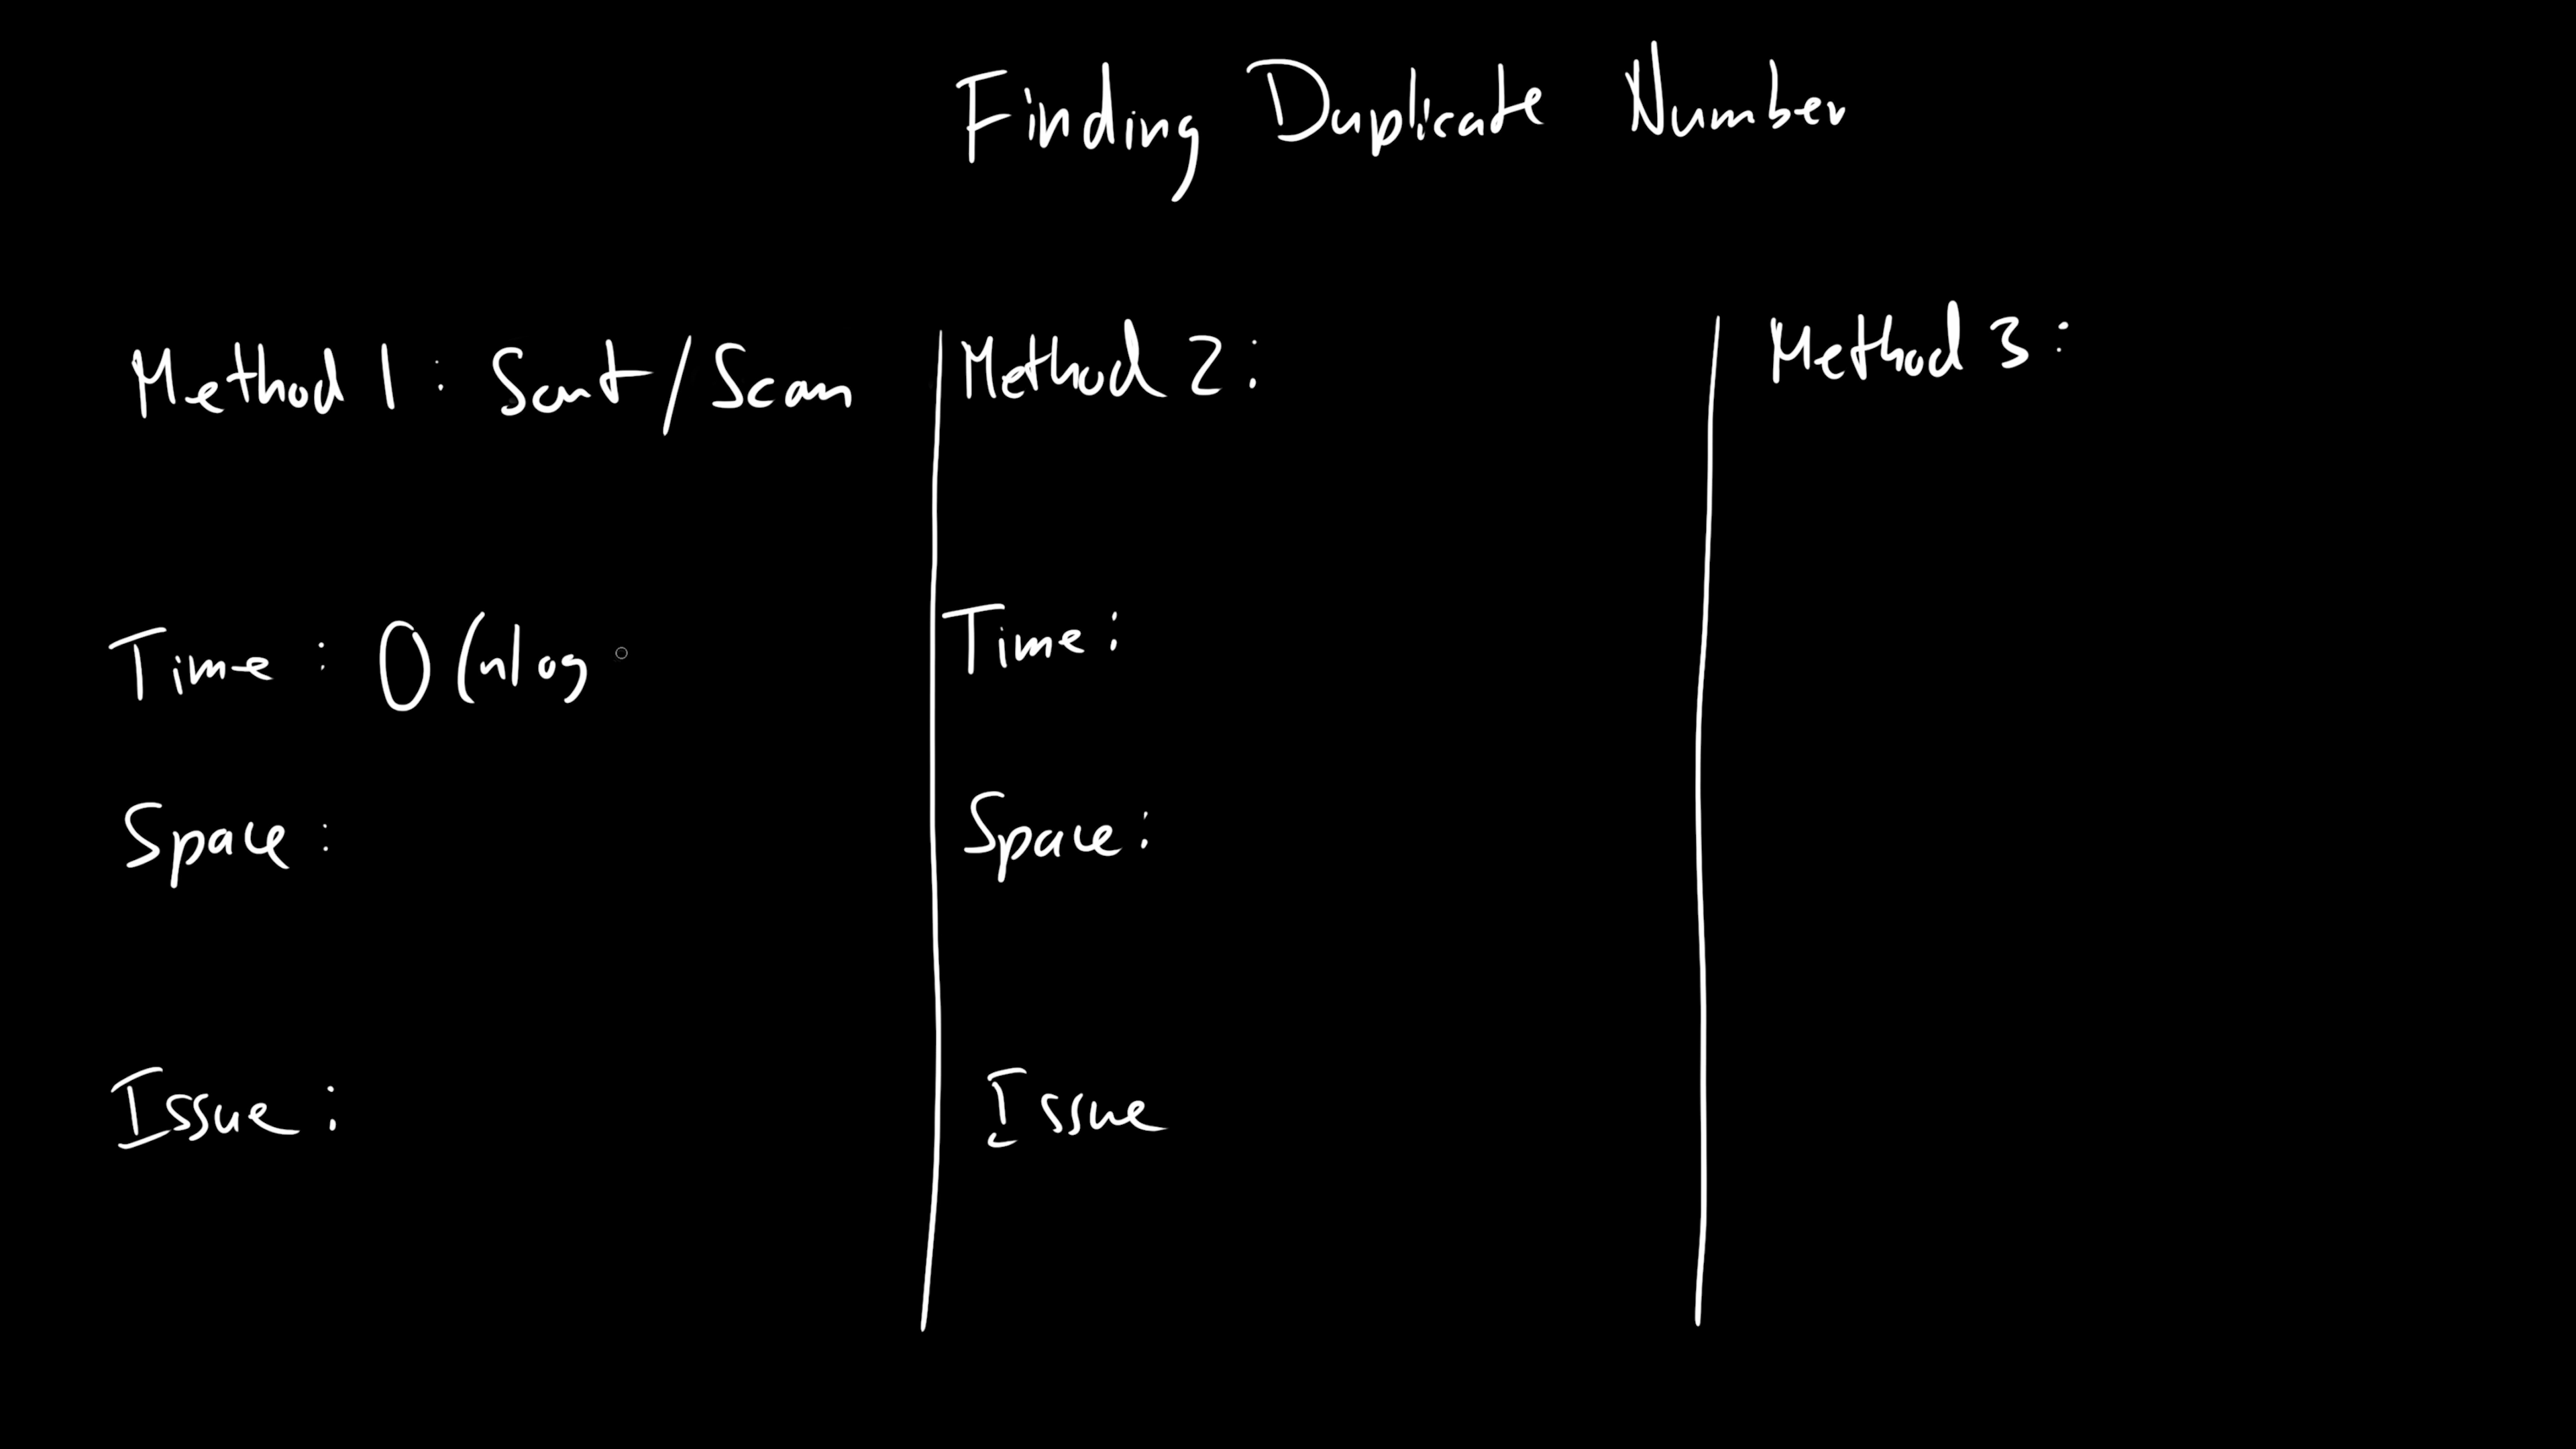 Finding Duplicate Number
Method 1: Sort/Scan
Time: O(nlog
Space:
Issue:
Method 2:
Time:
Space:
Issue
Method 3: